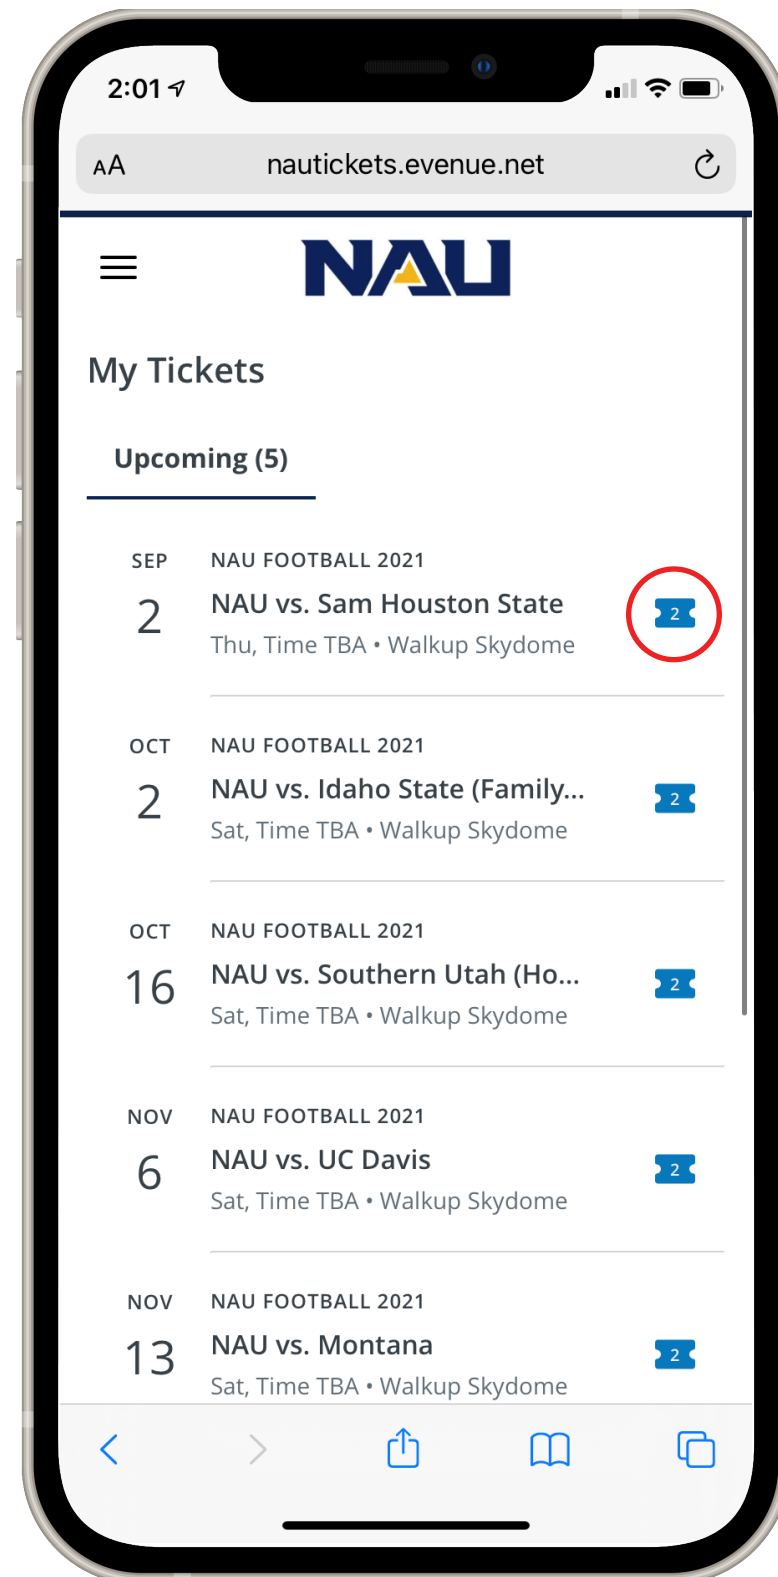 2:01
AA nautickets.evenue.net
NAU
My Tickets
Upcoming (5)
SEP
2
NAU FOOTBALL 2021
NAU vs. Sam Houston State
Thu, Time TBA • Walkup Skydome
2
OCT
2
NAU FOOTBALL 2021
NAU vs. Idaho State (Family...
Sat, Time TBA • Walkup Skydome
2
OCT
16
NAU FOOTBALL 2021
NAU vs. Southern Utah (Ho...
Sat, Time TBA • Walkup Skydome
2
NOV
6
NAU FOOTBALL 2021
NAU vs. UC Davis
Sat, Time TBA • Walkup Skydome
2
NOV
13
NAU FOOTBALL 2021
NAU vs. Montana
Sat, Time TBA • Walkup Skydome
2